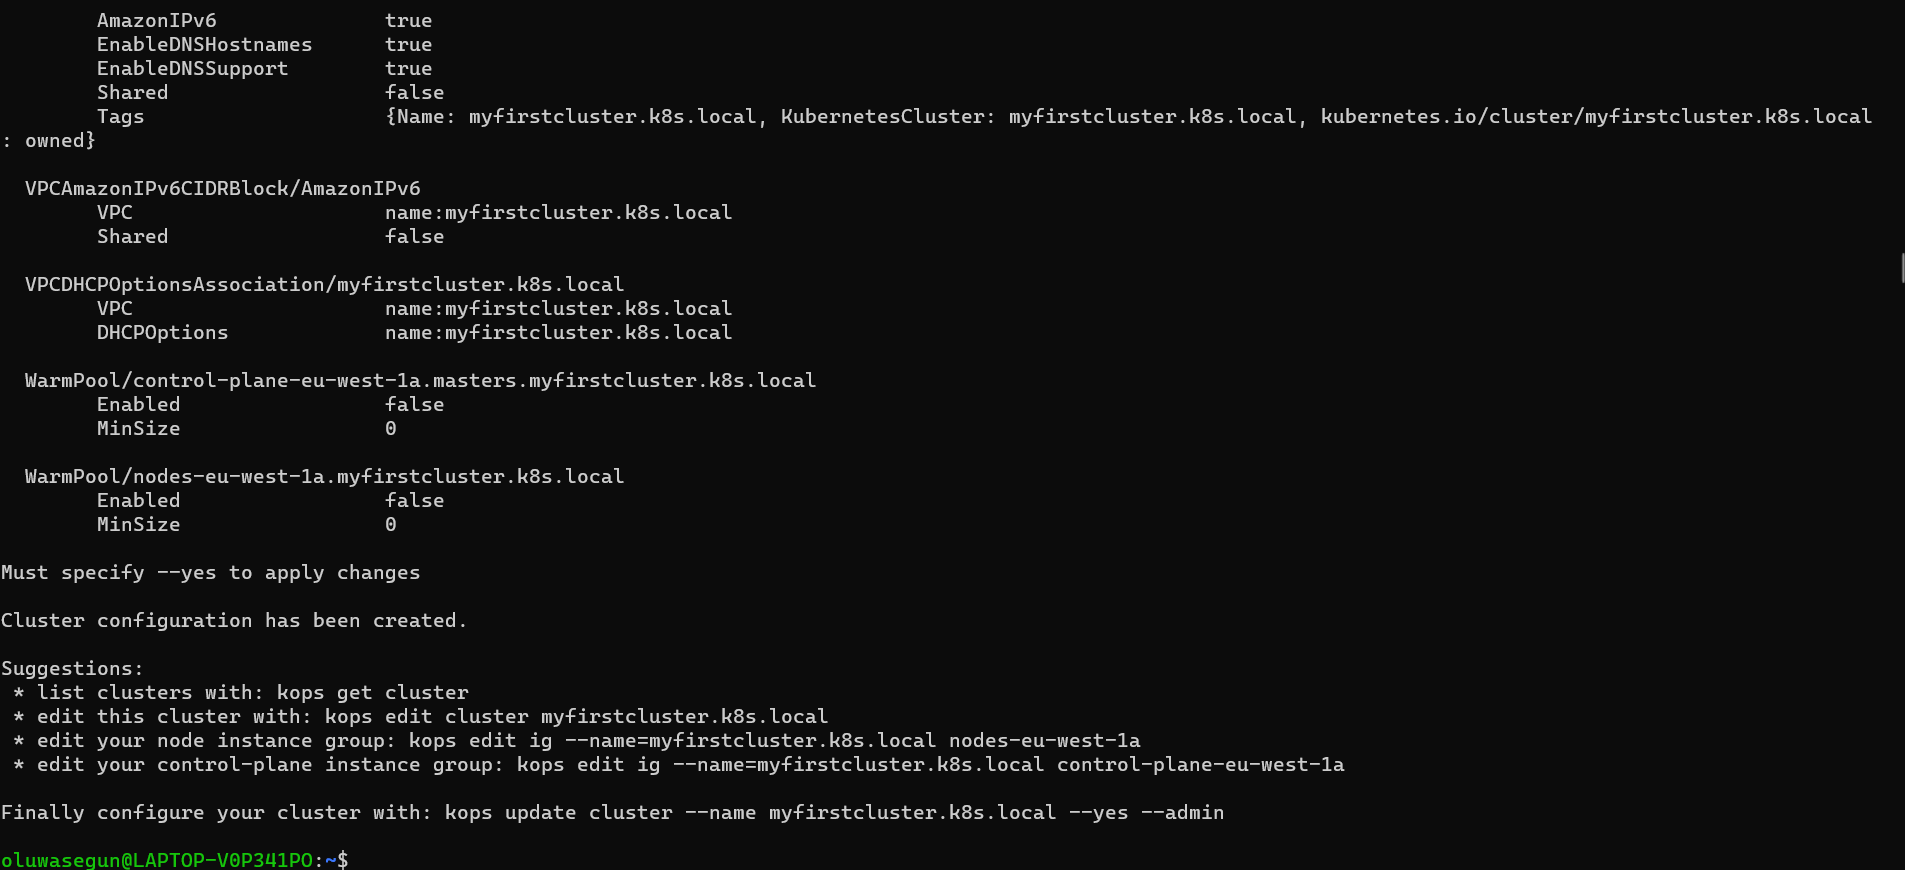 AmazonIPv6 true
EnableDNSHostnames true
EnableDNSSupport true
Shared false
Tags {Name: myfirstcluster.k8s.local, KubernetesCluster: myfirstcluster.k8s.local, kubernetes.io/cluster/myfirstcluster.k8s.local
: owned}
VPCAmazonIPv6CIDRBlock/AmazonIPv6
VPC name:myfirstcluster.k8s.local
Shared false
VPCDHCPOptionsAssociation/myfirstcluster.k8s.local
VPC name:myfirstcluster.k8s.local
DHCPOptions name:myfirstcluster.k8s.local
WarmPool/control-plane-eu-west-1a.masters.myfirstcluster.k8s.local
Enabled false
MinSize 0
WarmPool/nodes-eu-west-1a.myfirstcluster.k8s.local
Enabled false
MinSize 0
Must specify --yes to apply changes
Cluster configuration has been created.
Suggestions:
* list clusters with: kops get cluster
* edit this cluster with: kops edit cluster myfirstcluster.k8s.local
* edit your node instance group: kops edit ig --name=myfirstcluster.k8s.local nodes-eu-west-1a
* edit your control-plane instance group: kops edit ig --name=myfirstcluster.k8s.local control-plane-eu-west-1a
Finally configure your cluster with: kops update cluster --name myfirstcluster.k8s.local --yes --admin
oluwasegun@LAPTOP-V0P341PO:~$